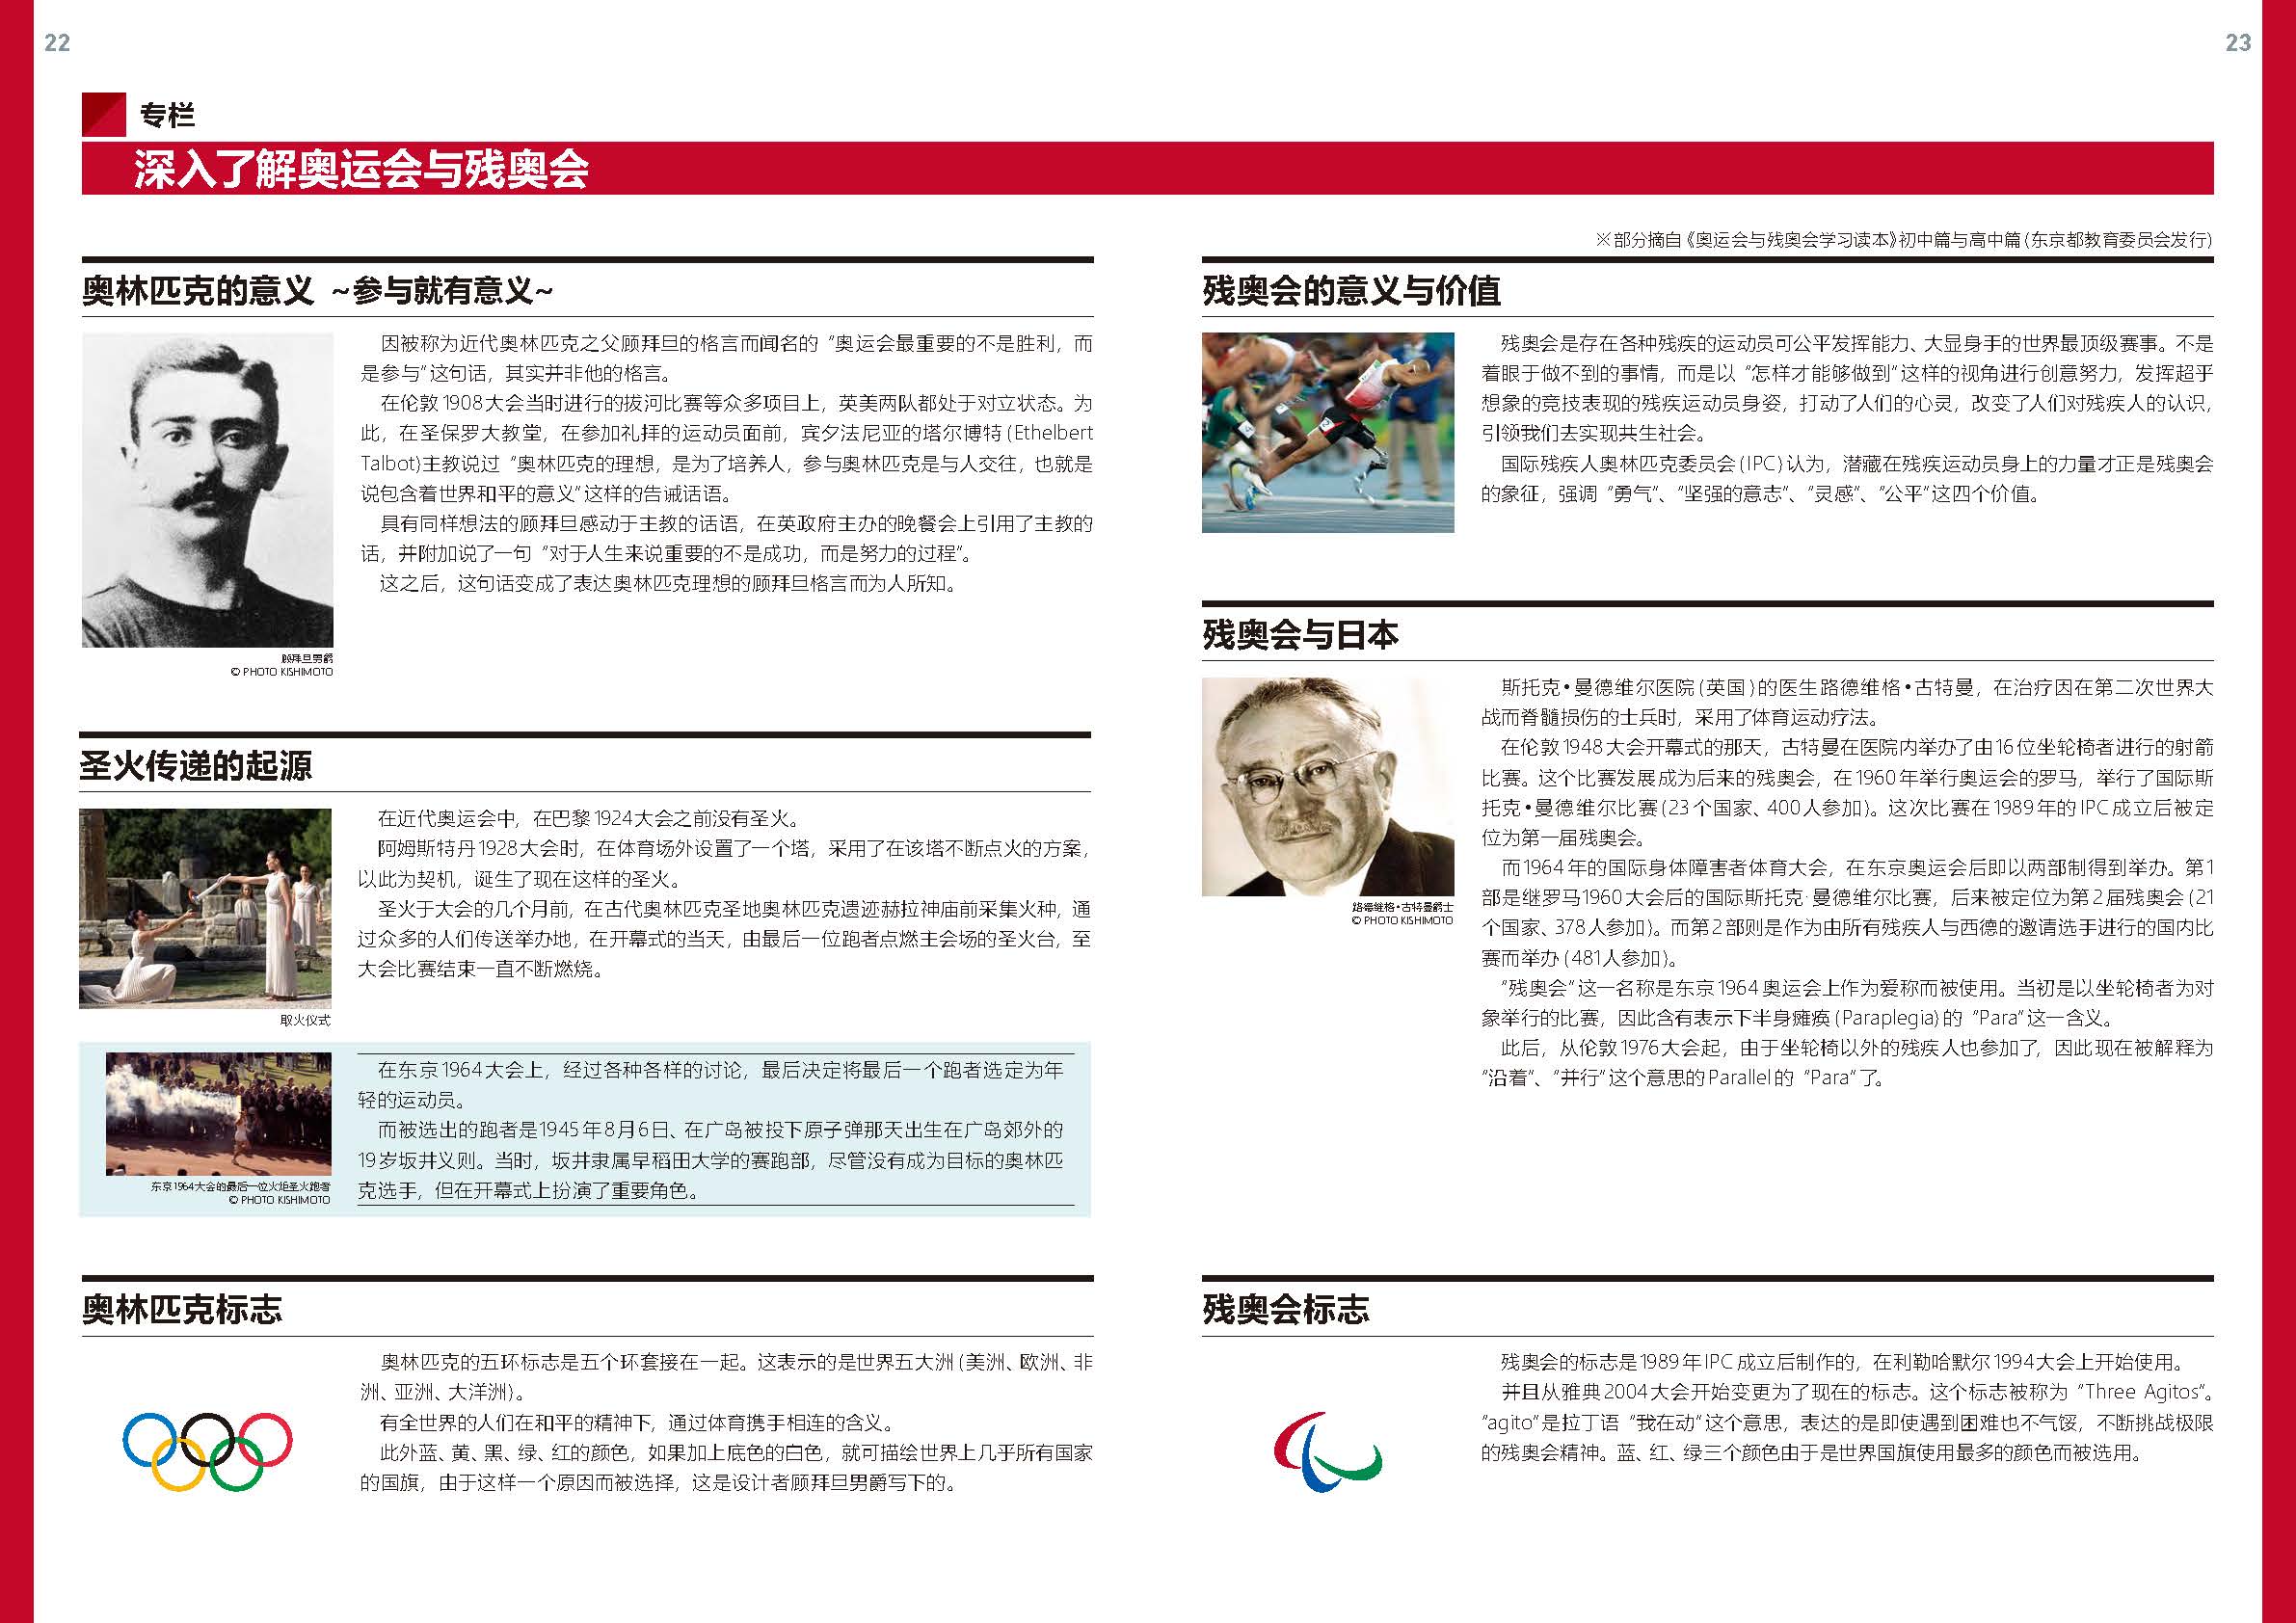 22
23
专栏
深入了解奥运会与残奥会
※部分摘自《奥运会与残奥会学习读本》初中篇与高中篇(东京都教育委员会发行)
奥林匹克的意义 ~参与就有意义~
因被称为近代奥林匹克之父顾拜旦的格言而闻名的“奥运会最重要的不是胜利，而
是参与”这句话，其实并非他的格言。
在伦敦1908大会当时进行的拔河比赛等众多项目上，英美两队都处于对立状态。为
此，在圣保罗大教堂，在参加礼拜的运动员面前，宾夕法尼亚的塔尔博特(Ethelbert
Talbot)主教说过“奥林匹克的理想，是为了培养人，参与奥林匹克是与人交往，也就是
说包含着世界和平的意义”这样的告诫话语。
具有同样想法的顾拜旦感动于主教的话语，在英政府主办的晚餐会上引用了主教的
话，并附加说了一句“对于人生来说重要的不是成功，而是努力的过程”。
这之后，这句话变成了表达奥林匹克理想的顾拜旦格言而为人所知。
顾拜旦男爵
© PHOTO KISHIMOTO
圣火传递的起源
在近代奥运会中，在巴黎1924大会之前没有圣火。
阿姆斯特丹1928大会时，在体育场外设置了一个塔，采用了在该塔不断点火的方案，
以此为契机，诞生了现在这样的圣火。
圣火于大会的几个月前，在古代奥林匹克圣地奥林匹克遗迹赫拉神庙前采集火种，通
过众多的人们传送举办地，在开幕式的当天，由最后一位跑者点燃主会场的圣火台，至
大会比赛结束一直不断燃烧。
取火仪式
在东京1964大会上，经过各种各样的讨论，最后决定将最后一个跑者选定为年
轻的运动员。
而被选出的跑者是1945年8月6日、在广岛被投下原子弹那天出生在广岛郊外的
19岁坂井义则。当时，坂井隶属早稻田大学的赛跑部，尽管没有成为目标的奥林匹
克选手，但在开幕式上扮演了重要角色。
东京1964大会的最后一位火炬圣火跑者
© PHOTO KISHIMOTO
奥林匹克标志
奥林匹克的五环标志是五个环套接在一起。这表示的是世界五大洲(美洲、欧洲、非
洲、亚洲、大洋洲)。
有全世界的人们在和平的精神下，通过体育携手相连的含义。
此外蓝、黄、黑、绿、红的颜色，如果加上底色的白色，就可描绘世界上几乎所有国家
的国旗，由于这样一个原因而被选择，这是设计者顾拜旦男爵写下的。
残奥会的意义与价值
残奥会是存在各种残疾的运动员可公平发挥能力、大显身手的世界最顶级赛事。不是
着眼于做不到的事情，而是以“怎样才能够做到”这样的视角进行创意努力，发挥超乎
想象的竞技表现的残疾运动员身姿，打动了人们的心灵，改变了人们对残疾人的认识，
引领我们去实现共生社会。
国际残疾人奥林匹克委员会(IPC)认为，潜藏在残疾运动员身上的力量才正是残奥会
的象征，强调“勇气”、“坚强的意志”、“灵感”、“公平”这四个价值。
残奥会与日本
斯托克•曼德维尔医院(英国)的医生路德维格•古特曼，在治疗因在第二次世界大
战而脊髓损伤的士兵时，采用了体育运动疗法。
在伦敦1948大会开幕式的那天，古特曼在医院内举办了由16位坐轮椅者进行的射箭
比赛。这个比赛发展成为后来的残奥会，在1960年举行奥运会的罗马，举行了国际斯
托克•曼德维尔比赛(23个国家、400人参加)。这次比赛在1989年的IPC成立后被定
位为第一届残奥会。
而1964年的国际身体障害者体育大会，在东京奥运会后即以两部制得到举办。第1
部是继罗马1960大会后的国际斯托克·曼德维尔比赛，后来被定位为第2届残奥会(21
个国家、378人参加)。而第2部则是作为由所有残疾人与西德的邀请选手进行的国内比
赛而举办(481人参加)。
“残奥会”这一名称是东京1964奥运会上作为爱称而被使用。当初是以坐轮椅者为对
象举行的比赛，因此含有表示下半身瘫痪(Paraplegia)的“Para”这一含义。
此后，从伦敦1976大会起，由于坐轮椅以外的残疾人也参加了，因此现在被解释为
“沿着”、“并行”这个意思的Parallel的“Para”了。
路德维格•古特曼爵士
© PHOTO KISHIMOTO
残奥会标志
残奥会的标志是1989年IPC成立后制作的，在利勒哈默尔1994大会上开始使用。
并且从雅典2004大会开始变更为了现在的标志。这个标志被称为“Three Agitos”。
“agito”是拉丁语“我在动”这个意思，表达的是即使遇到困难也不气馁，不断挑战极限
的残奥会精神。蓝、红、绿三个颜色由于是世界国旗使用最多的颜色而被选用。